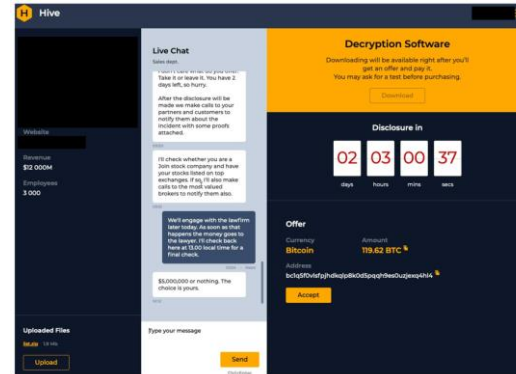 Hive
Website
Revenue
$12 000M
Employees
3 000
Uploaded Files
Upload
Live Chat
Sales dept.
Take it or leave it. You have 2
days left, so hurry.
After the disclosure will be
made we make calls to your
partners and customers to
notify them about the
incident with some proofs
attached.
I'll check whether you are a
Join stock company and have
your stocks listed on top
exchanges. If so, I'll also make
calls to the most valued
brokers to notify them also.
We'll engage with the lawfirm
later today. As soon as that
happens the money goes to
the lawyer. I'll check back
here at 13.00 local time for a
final check.
$5,000,000 or nothing. The
choice is yours.
Type your message
Send
Decryption Software
Downloading will be available right after you'll
get an offer and pay it.
You may ask for a test before purchasing.
Download
Disclosure in
02 03 00 37
days hours mins secs
Offer
Currency Amount
Bitcoin 119.62 BTC
Address
Accept